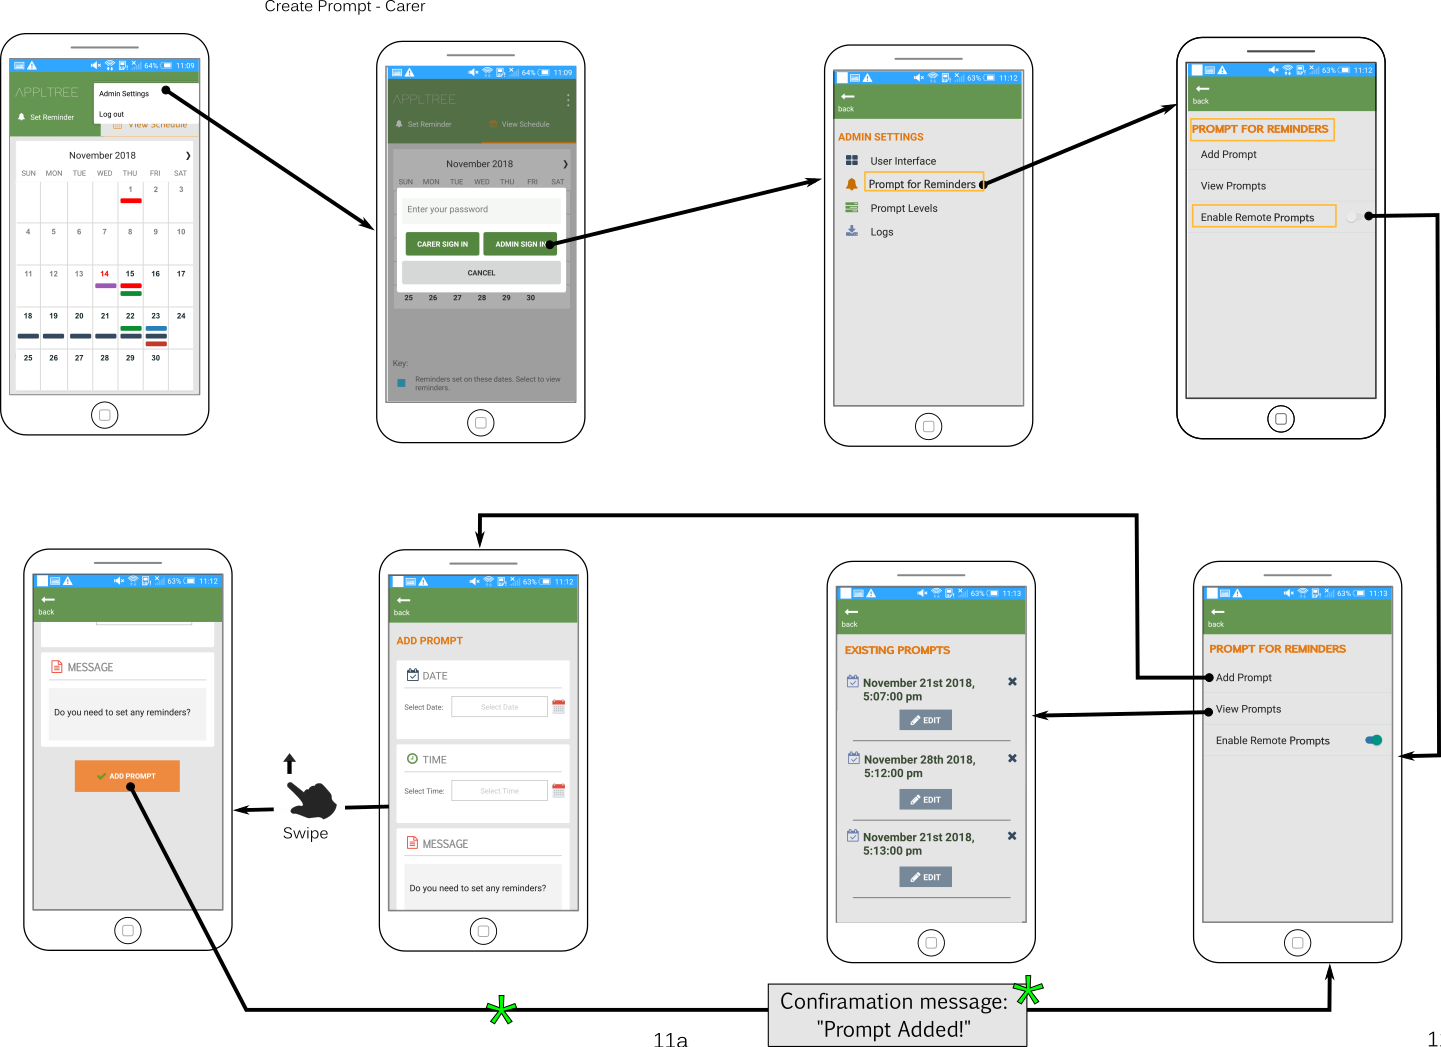 Create Prompt - Carer
64% 11:09
APPLTREE
Admin Settings
Log out
Set Reminder
View Schedule
November 2018
SUN MON TUE WED THU FRI SAT
1 2 3
4 5 6 7 8 9 10
11 12 13 14 15 16 17
18 19 20 21 22 23 24
25 26 27 28 29 30
64% 11:09
APPLTREE
Set Reminder
View Schedule
November 2018
SUN MON TUE WED THU FRI SAT
Enter your password
CARER SIGN IN
ADMIN SIGN IN
CANCEL
25 26 27 28 29 30
Key:
Reminders set on these dates. Select to view
reminders.
63% 11:12
back
ADMIN SETTINGS
User Interface
Prompt for Reminders
Prompt Levels
Logs
63% 11:12
back
PROMPT FOR REMINDERS
Add Prompt
View Prompts
Enable Remote Prompts
63% 11:12
back
MESSAGE
Do you need to set any reminders?
ADD PROMPT
Swipe
63% 11:12
back
ADD PROMPT
DATE
Select Date:
Select Date
TIME
Select Time:
Select Time
MESSAGE
Do you need to set any reminders?
63% 11:13
back
EXISTING PROMPTS
November 21st 2018,
5:07:00 pm
EDIT
November 28th 2018,
5:12:00 pm
EDIT
November 21st 2018,
5:13:00 pm
EDIT
63% 11:13
back
PROMPT FOR REMINDERS
Add Prompt
View Prompts
Enable Remote Prompts
Confiramation message:
"Prompt Added!"
11a